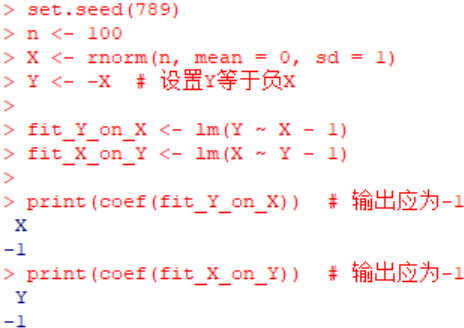 > set.seed(789)
> n <- 100
> X <- rnorm(n, mean = 0, sd = 1)
> Y <- -X  # 设置Y等于负X
>
> fit_Y_on_X <- lm(Y ~ X - 1)
> fit_X_on_Y <- lm(X ~ Y - 1)
>
> print(coef(fit_Y_on_X))  # 输出应为-1
 X
-1
> print(coef(fit_X_on_Y))  # 输出应为-1
 Y
-1